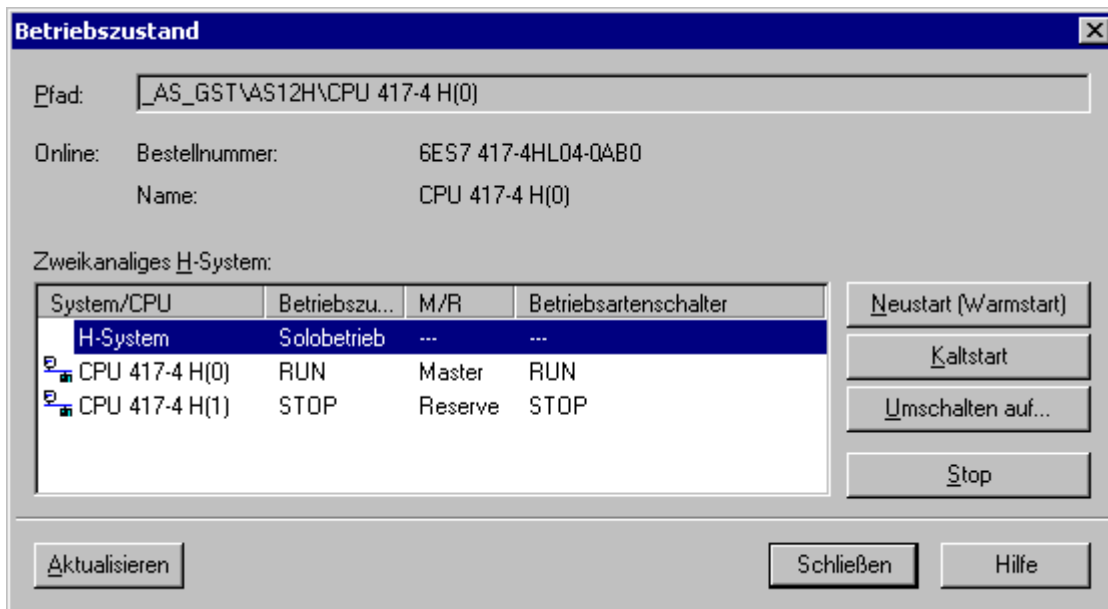 Betriebszustand
Pfad: _AS_GST\AS12H\CPU 417-4 H(0)
Online: Bestellnummer: 6ES7 417-4HL04-0AB0
Name: CPU 417-4 H(0)
Zweikanaliges H-System:
System/CPU Betriebszu... M/R Betriebsartenschalter
H-System Solobetrieb --- ---
CPU 417-4 H(0) RUN Master RUN
CPU 417-4 H(1) STOP Reserve STOP
Neustart (Warmstart)
Kaltstart
Umschalten auf...
Stop
Aktualisieren Schließen Hilfe